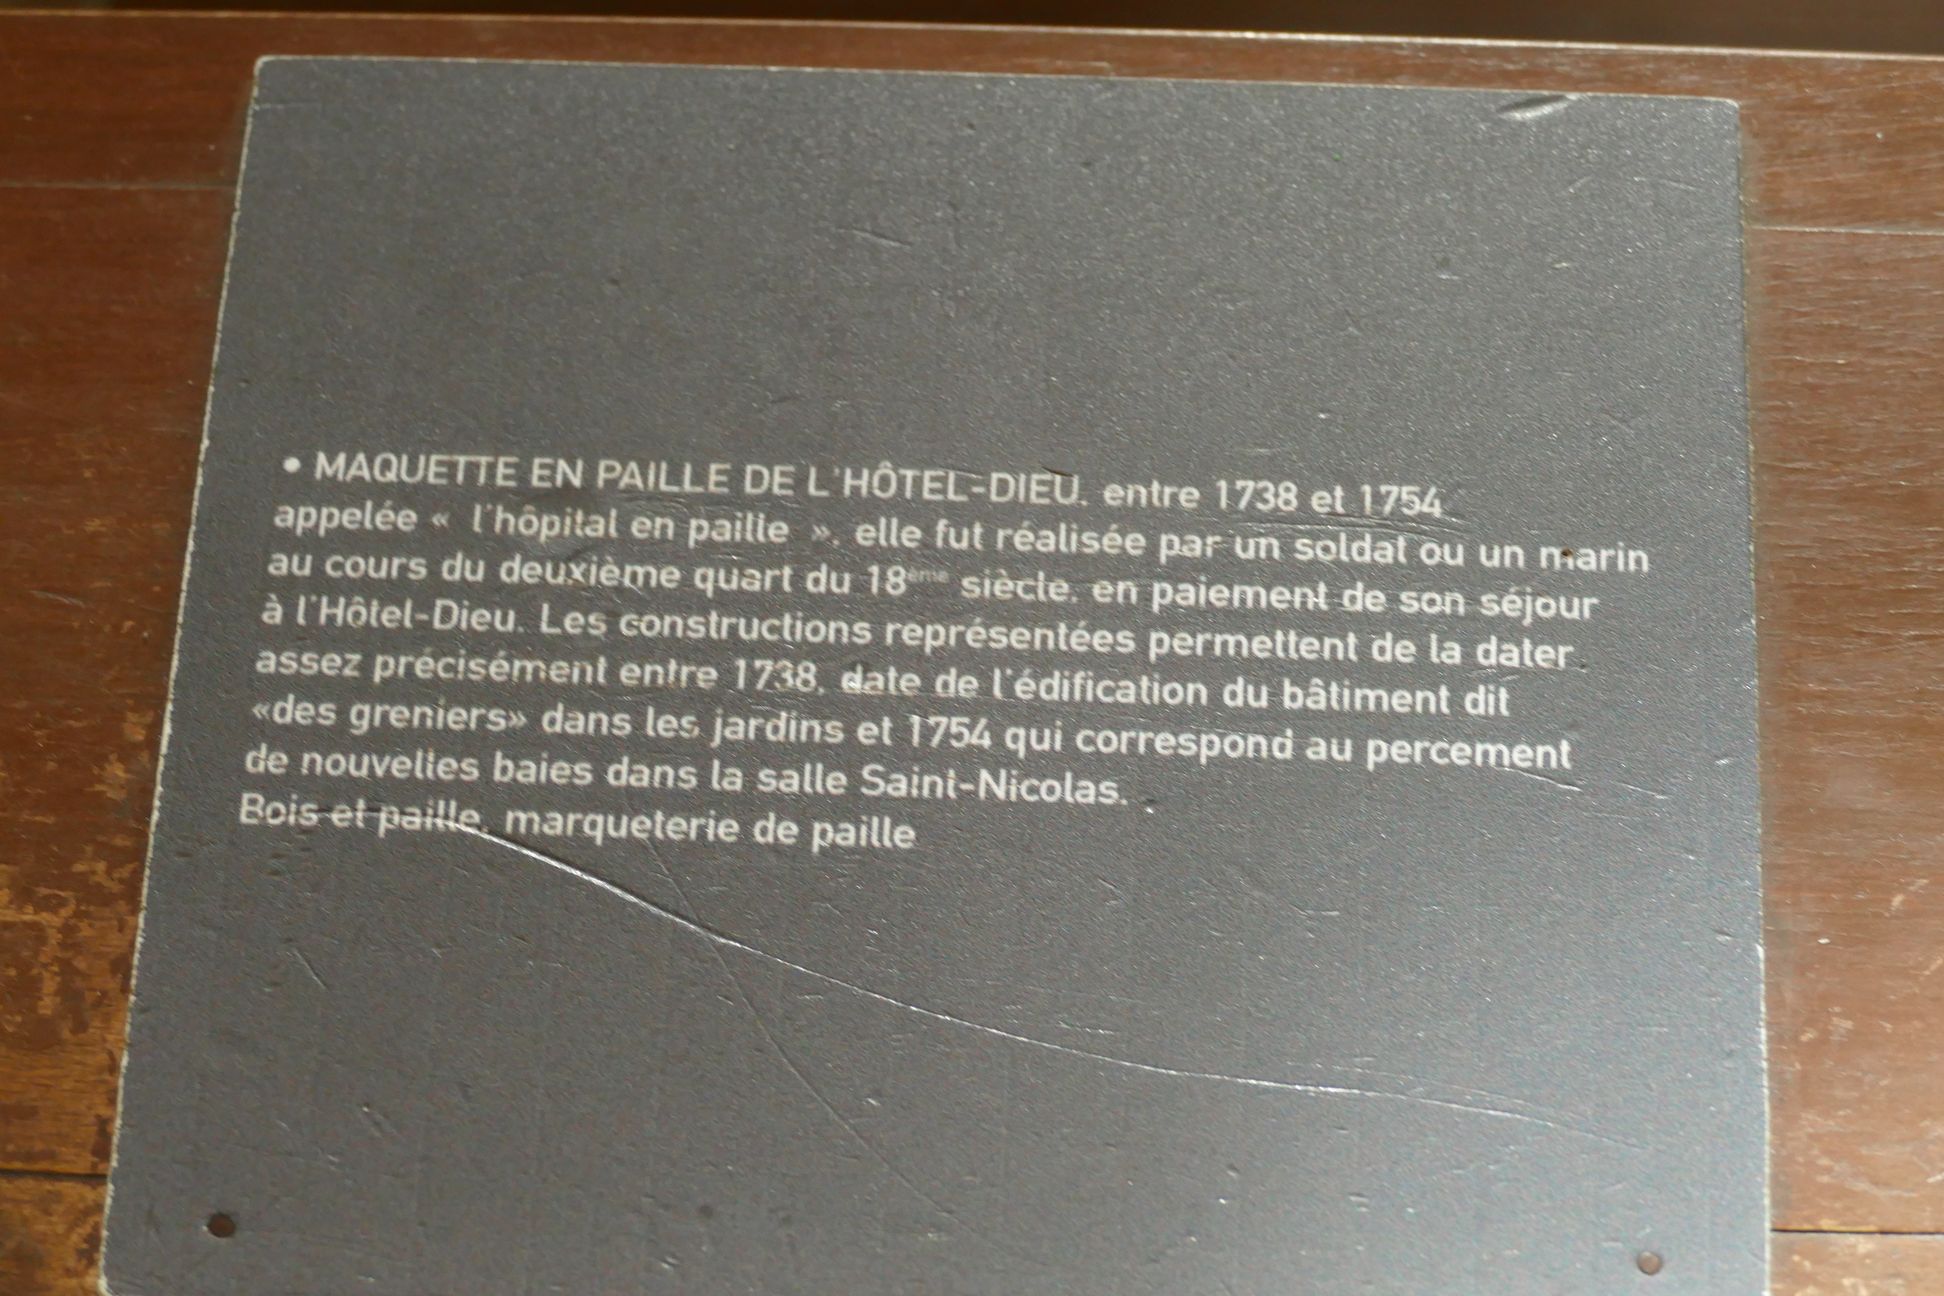 • MAQUETTE EN PAILLE DE L'HÔTEL-DIEU, entre 1738 et 1754
appelée « l'hôpital en paille », elle fut réalisée par un soldat ou un marin
au cours du deuxième quart du 18ème siècle, en paiement de son séjour
à l'Hôtel-Dieu. Les constructions représentées permettent de la dater
assez précisément entre 1738, date de l'édification du bâtiment dit
«des greniers» dans les jardins et 1754 qui correspond au percement
de nouvelles baies dans la salle Saint-Nicolas.
Bois et paille, marqueterie de paille